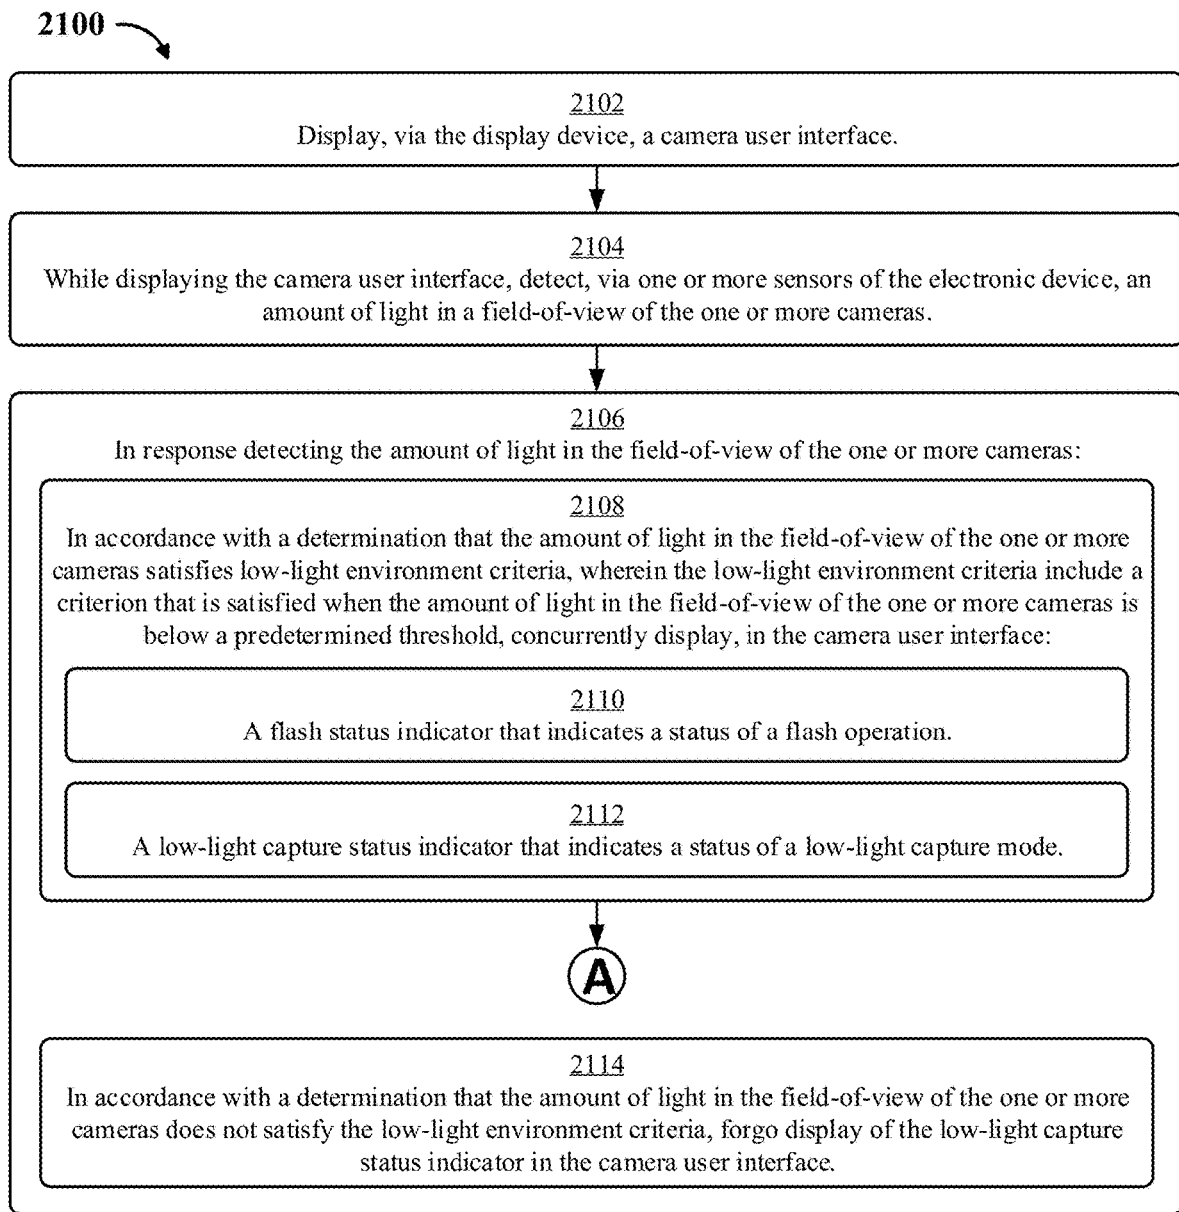 2100
2102
Display, via the display device, a camera user interface.
2104
While displaying the camera user interface, detect, via one or more sensors of the electronic device, an
amount of light in a field-of-view of the one or more cameras.
2106
In response detecting the amount of light in the field-of-view of the one or more cameras:
2108
In accordance with a determination that the amount of light in the field-of-view of the one or more
cameras satisfies low-light environment criteria, wherein the low-light environment criteria include a
criterion that is satisfied when the amount of light in the field-of-view of the one or more cameras is
below a predetermined threshold, concurrently display, in the camera user interface:
2110
A flash status indicator that indicates a status of a flash operation.
2112
A low-light capture status indicator that indicates a status of a low-light capture mode.
A
2114
In accordance with a determination that the amount of light in the field-of-view of the one or more
cameras does not satisfy the low-light environment criteria, forgo display of the low-light capture
status indicator in the camera user interface.